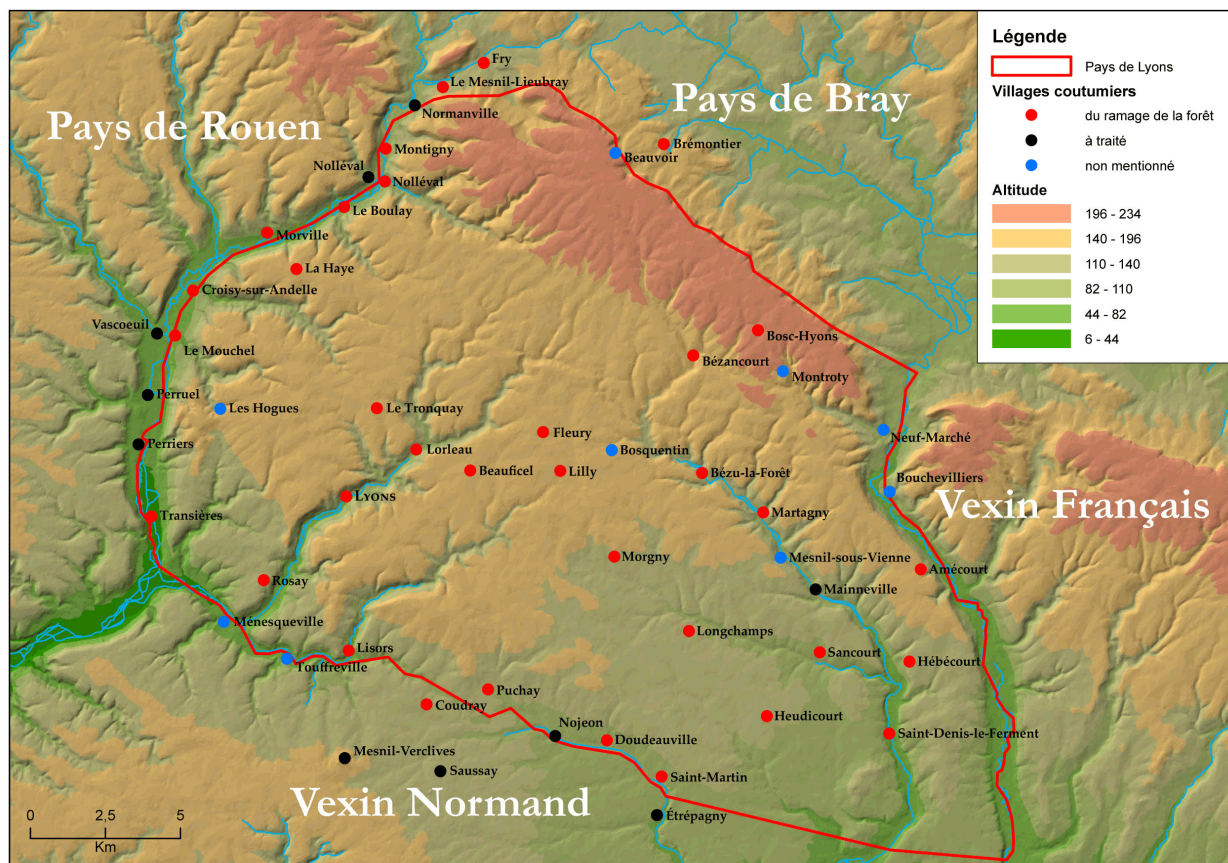 Légende
Pays de Lyons
Villages coutumiers
du ramage de la forêt
à traité
non mentionné
Altitude
196 - 234
140 - 196
110 - 140
82 - 110
44 - 82
6 - 44
Fry
Le Mesnil-Lieubray
Normanville
Pays de Bray
Pays de Rouen
Montigny
Brémontier
Beauvoir
Nolléval
Nolléval
Le Boulay
Morville
La Haye
Croisy-sur-Andelle
Vascoeuil
Le Mouchel
Bosc-Hyons
Bézancourt
Montroty
Perruel
Les Hogues
Le Tronquay
Perriers
Lorleau
Fleury
Bosquentin
Neuf-Marché
Beauficel
Lilly
Bézu-la-Forêt
Bouchevilliers
Lyons
Vexin Français
Transières
Martagny
Morgny
Mesnil-sous-Vienne
Amécourt
Rosay
Mainneville
Ménesqueville
Longchamps
Lisors
Sancourt
Hébécourt
Touffreville
Puchay
Coudray
Heudicourt
Nojeon
Doudeauville
Saint-Denis-le-Ferment
Mesnil-Verclives
Saussay
Saint-Martin
Vexin Normand
Étrépagny
0 2,5 5
Km